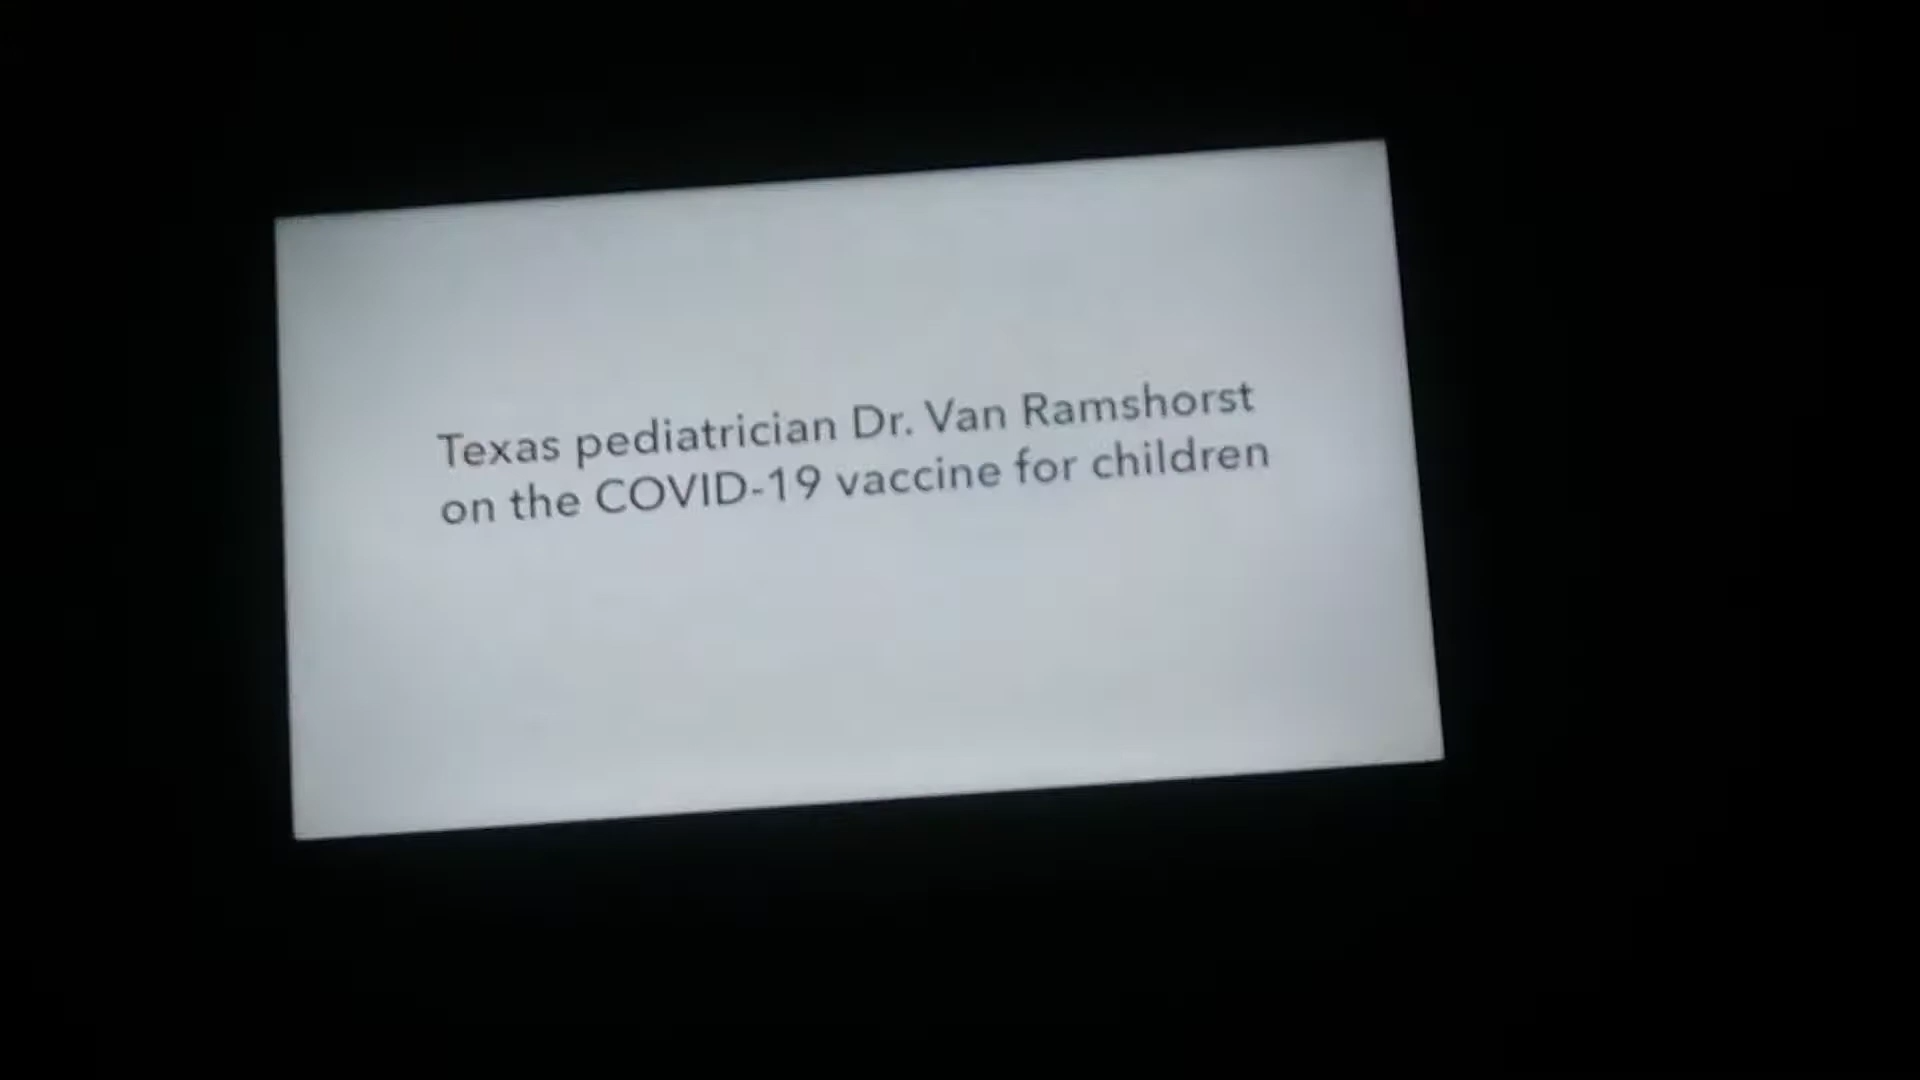 Texas pediatrician Dr. Van Ramshorst
on the COVID-19 vaccine for children